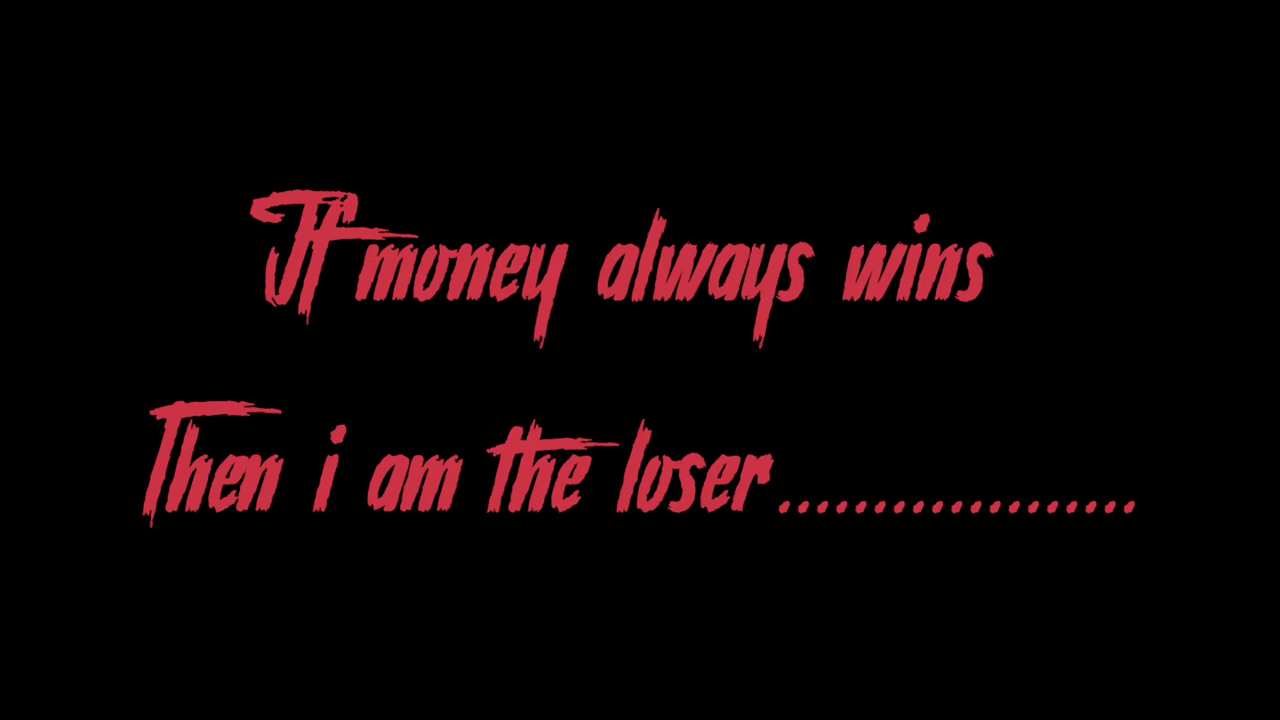 If money always wins
Then i am the loser...................